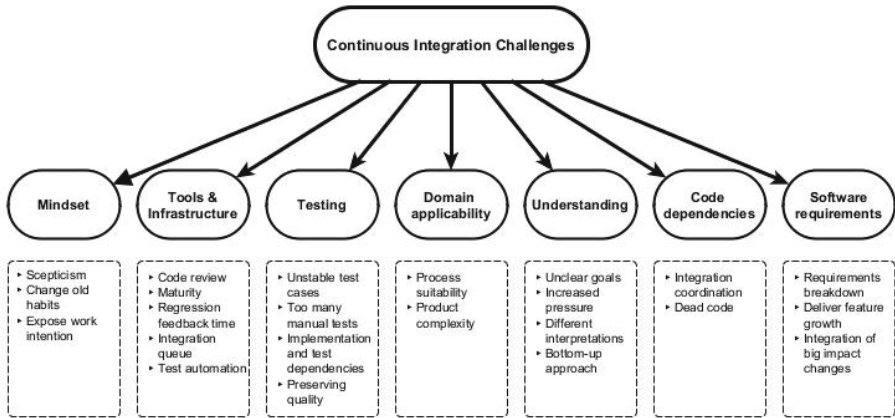 Continuous Integration Challenges
Mindset
Tools &
Infrastructure
Testing
Domain
applicability
Understanding
Code
dependencies
Software
requirements
‣ Scepticism
‣ Change old
habits
‣ Expose work
intention
‣ Code review
‣ Maturity
‣ Regression
feedback time
‣ Integration
queue
‣ Test automation
‣ Unstable test
cases
‣ Too many
manual tests
‣ Implementation
and test
dependencies
‣ Preserving
quality
‣ Process
suitability
‣ Product
complexity
‣ Unclear goals
‣ Increased
pressure
‣ Different
interpretations
‣ Bottom-up
approach
‣ Integration
coordination
‣ Dead code
‣ Requirements
breakdown
‣ Deliver feature
growth
‣ Integration of
big impact
changes